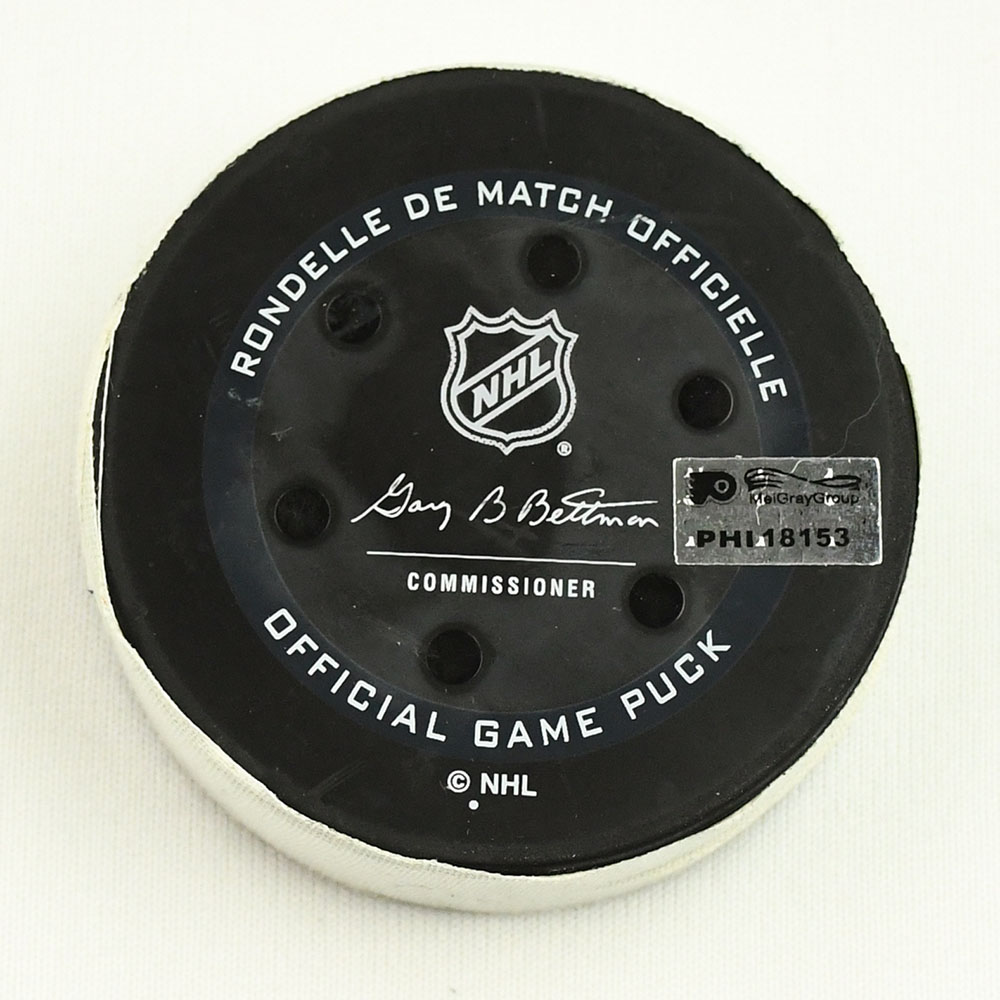 RONDELLE DE MATCH OFFICIELLE
NHL
®
Gary B Bettman
COMMISSIONER
MeiGrayGroup
PHI18153
OFFICIAL GAME PUCK
© NHL